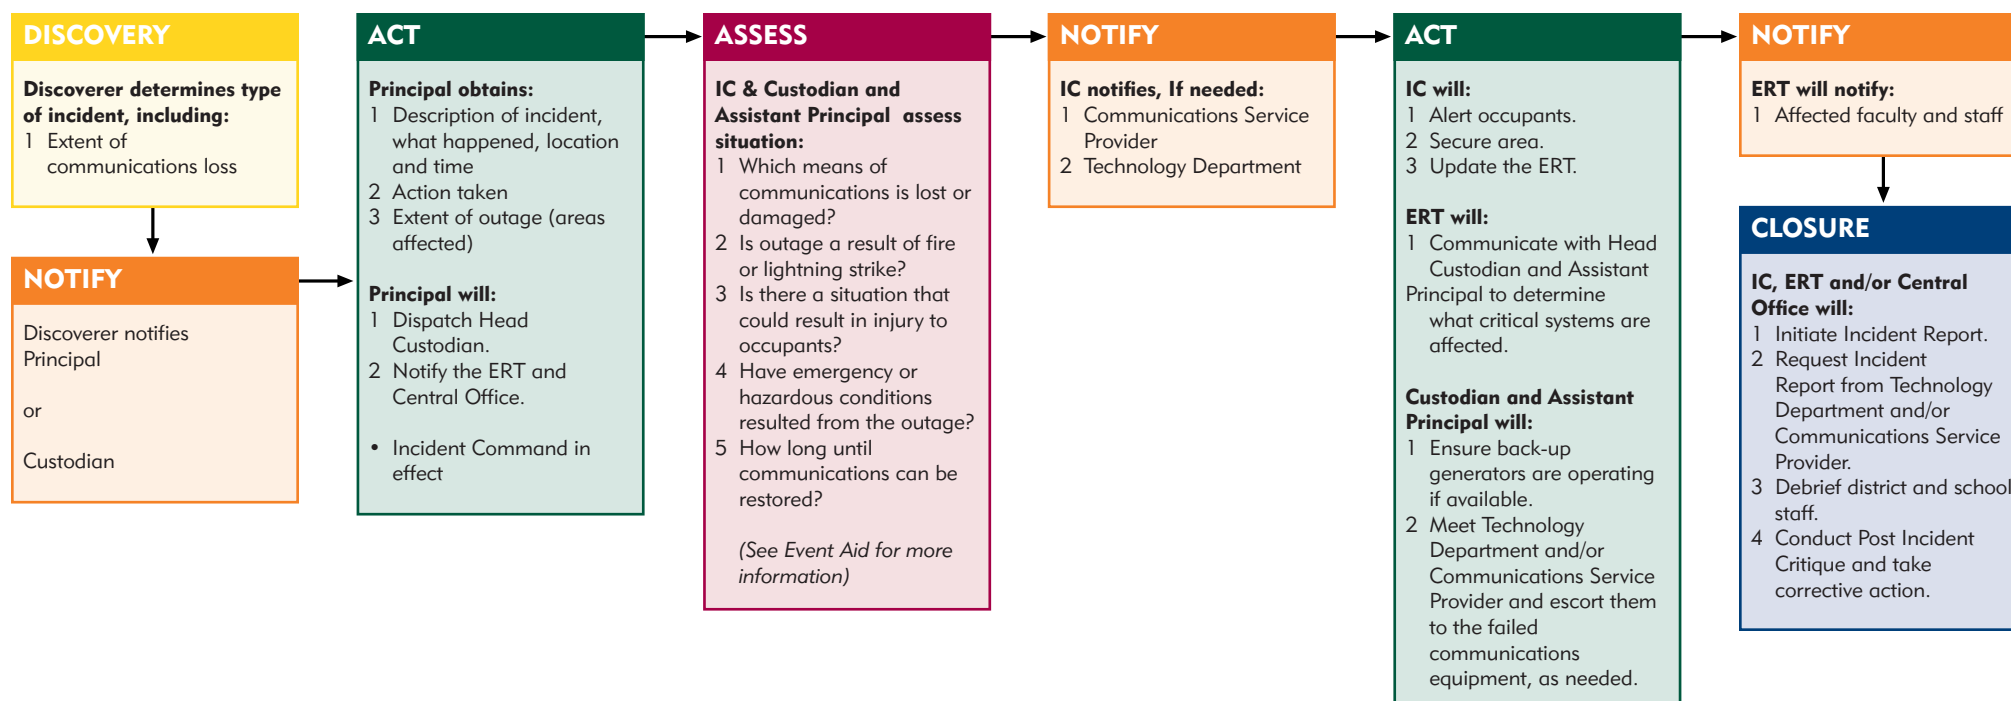 DISCOVERY
Discoverer determines type
of incident, including:
1 Extent of
communications loss
NOTIFY
Discoverer notifies
Principal
or
Custodian
ACT
Principal obtains:
1 Description of incident,
what happened, location
and time
2 Action taken
3 Extent of outage (areas
affected)
Principal will:
1 Dispatch Head
Custodian.
2 Notify the ERT and
Central Office.
• Incident Command in
effect
ASSESS
IC & Custodian and
Assistant Principal assess
situation:
1 Which means of
communications is lost or
damaged?
2 Is outage a result of fire
or lightning strike?
3 Is there a situation that
could result in injury to
occupants?
4 Have emergency or
hazardous conditions
resulted from the outage?
5 How long until
communications can be
restored?
(See Event Aid for more
information)
NOTIFY
IC notifies, If needed:
1 Communications Service
Provider
2 Technology Department
ACT
IC will:
1 Alert occupants.
2 Secure area.
3 Update the ERT.
ERT will:
1 Communicate with Head
Custodian and Assistant
Principal to determine
what critical systems are
affected.
Custodian and Assistant
Principal will:
1 Ensure back-up
generators are operating
if available.
2 Meet Technology
Department and/or
Communications Service
Provider and escort them
to the failed
communications
equipment, as needed.
NOTIFY
ERT will notify:
1 Affected faculty and staff
CLOSURE
IC, ERT and/or Central
Office will:
1 Initiate Incident Report.
2 Request Incident
Report from Technology
Department and/or
Communications Service
Provider.
3 Debrief district and school
staff.
4 Conduct Post Incident
Critique and take
corrective action.